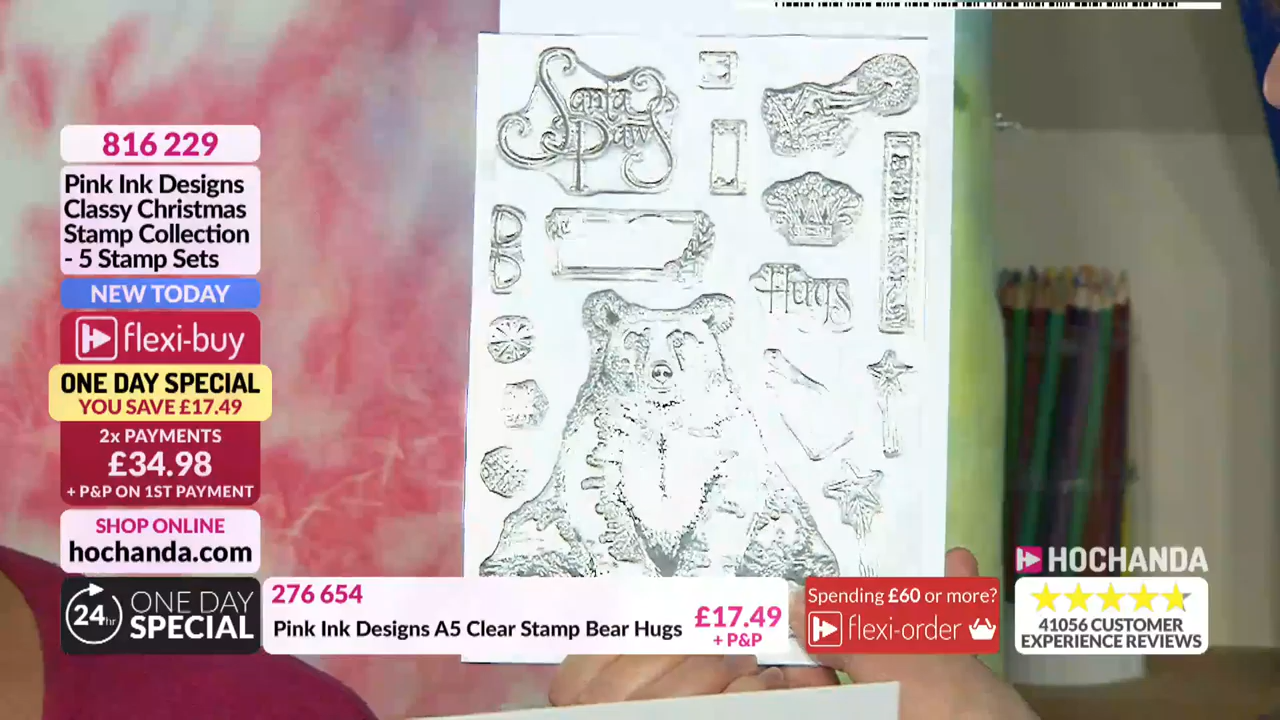 816 229
Pink Ink Designs
Classy Christmas
Stamp Collection
- 5 Stamp Sets
NEW TODAY
flexi-buy
ONE DAY SPECIAL
YOU SAVE £17.49
2x PAYMENTS
£34.98
+ P&P ON 1ST PAYMENT
SHOP ONLINE
hochanda.com
24hr
ONE DAY
SPECIAL
Santa
Paws
Hugs
276 654
Pink Ink Designs A5 Clear Stamp Bear Hugs
£17.49
+ P&P
Spending £60 or more?
flexi-order
HOCHANDA
41056 CUSTOMER
EXPERIENCE REVIEWS